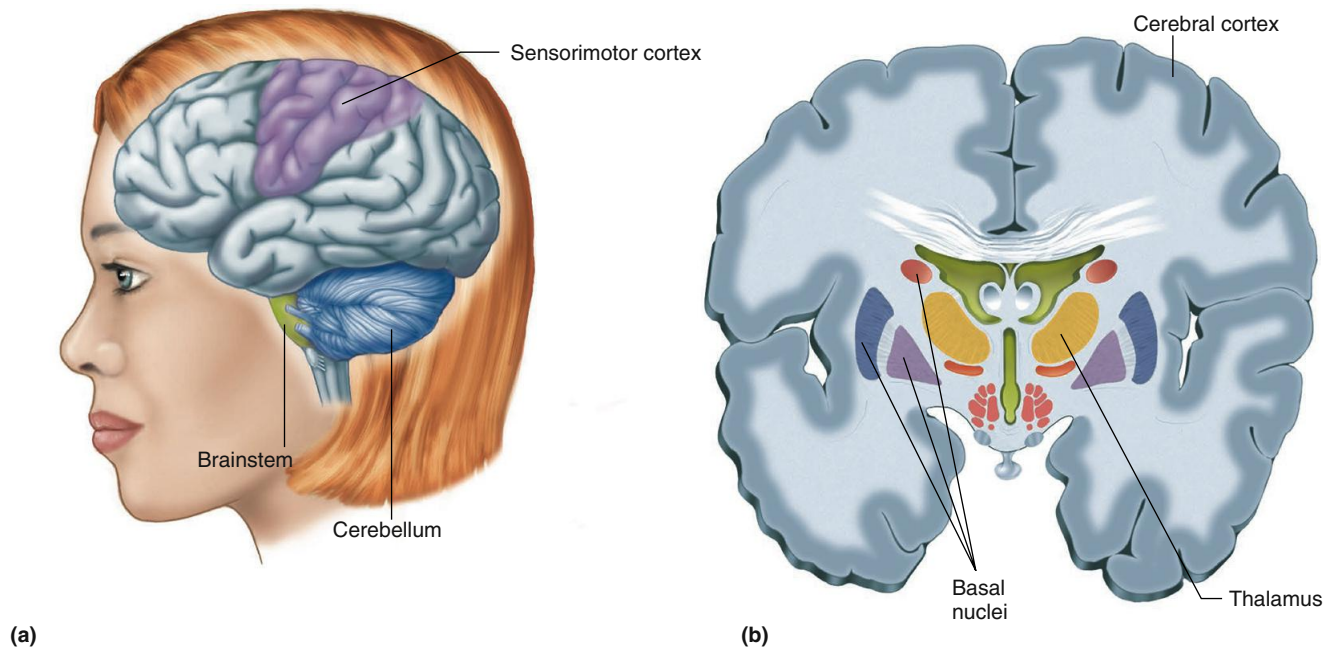 Sensorimotor cortex
Brainstem
Cerebellum
(a)
Cerebral cortex
Basal
nuclei
Thalamus
(b)